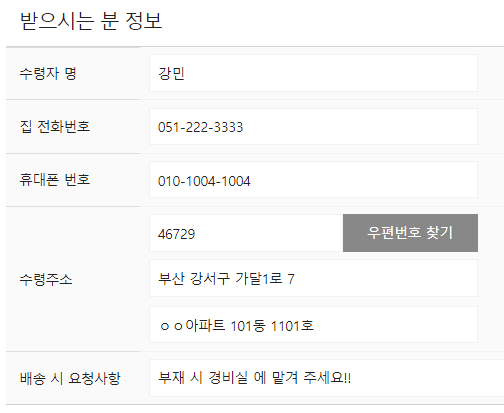 받으시는 분 정보
수령자 명
강민
집 전화번호
051-222-3333
휴대폰 번호
010-1004-1004
수령주소
46729
우편번호 찾기
부산 강서구 가달1로 7
ㅇㅇ아파트 101동 1101호
배송 시 요청사항
부재 시 경비실 에 맡겨 주세요!!